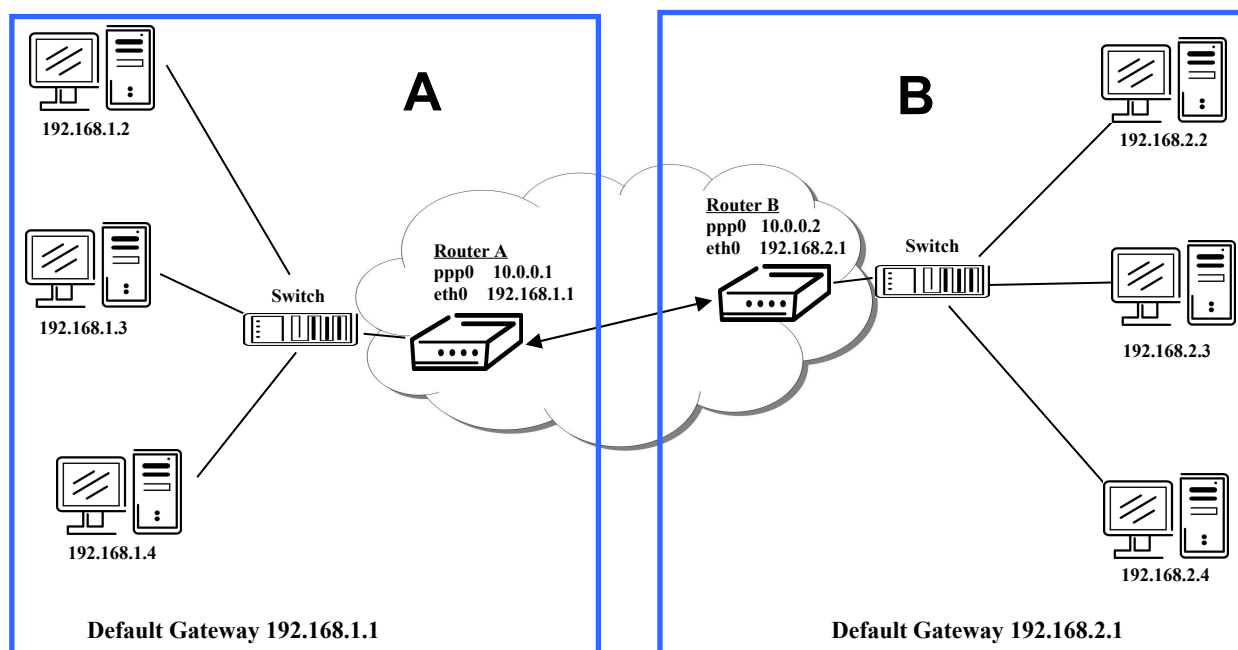 A
192.168.1.2
192.168.1.3
192.168.1.4
Switch
Router A
ppp0 10.0.0.1
eth0 192.168.1.1
Default Gateway 192.168.1.1
B
Router B
ppp0 10.0.0.2
eth0 192.168.2.1
Switch
192.168.2.2
192.168.2.3
192.168.2.4
Default Gateway 192.168.2.1